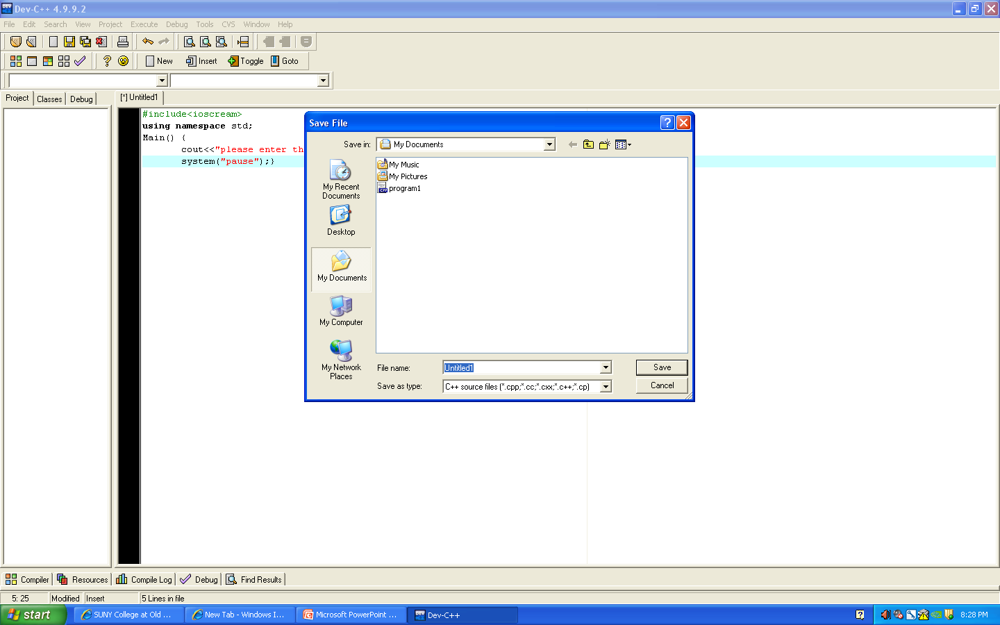 Dev-C++ 4.9.9.2
File Edit Search View Project Execute Debug Tools CVS Window Help
New Insert Toggle Goto
Project Classes Debug [*] Untitled1
#include<ioscream>
using namespace std;
Main() {
cout<<"please enter th
system("pause");}
Save File
Save in: My Documents
My Music
My Pictures
program1
My Recent
Documents
Desktop
My Documents
My Computer
My Network
Places
File name: Untitled1 Save
Save as type: C++ source files (*.cpp;*.cc;*.cxx;*.c++;*.cp) Cancel
Compiler Resources Compile Log Debug Find Results
5: 25 Modified Insert 5 Lines in file
start SUNY College at Old ... New Tab - Windows I... Microsoft PowerPoint ... Dev-C++ 8:28 PM